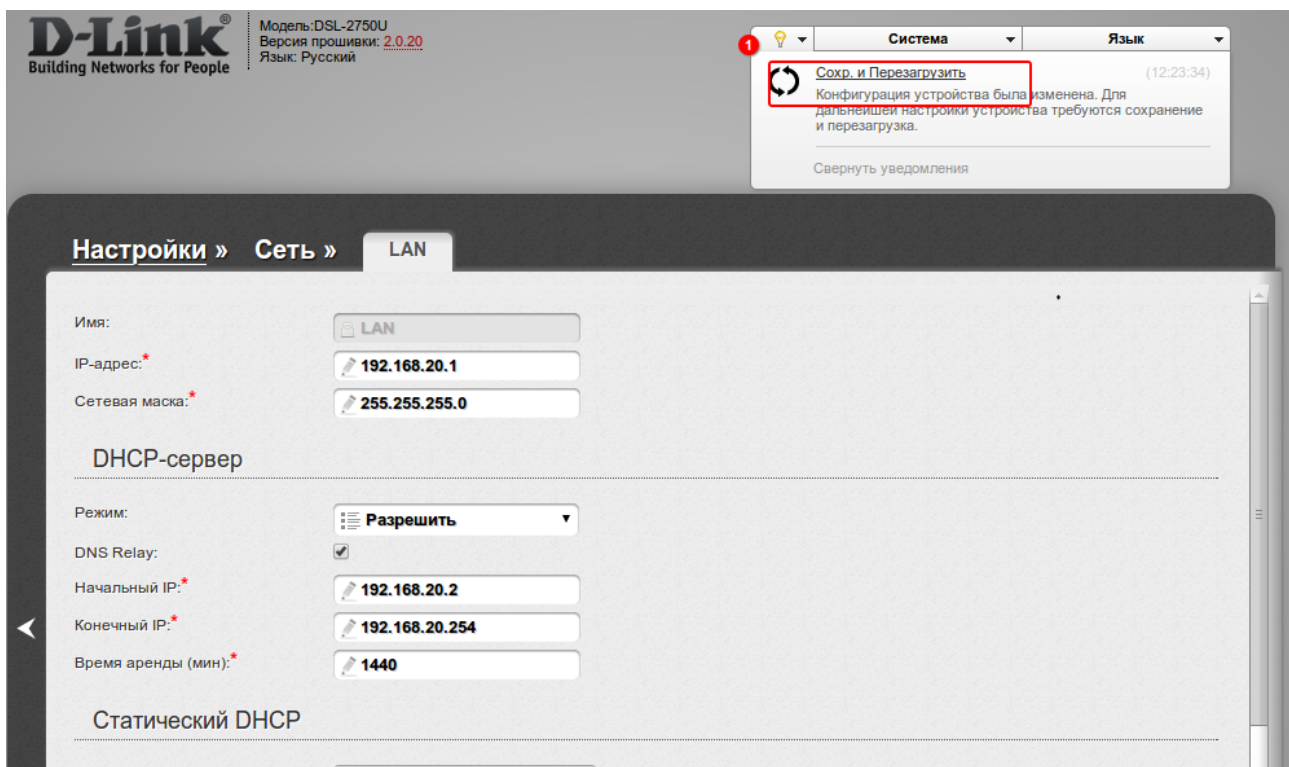 D-Link®
Building Networks for People
Модель:DSL-2750U
Версия прошивки: 2.0.20
Язык: Русский
1
Система
Язык
Сохр. и Перезагрузить
(12:23:34)
Конфигурация устройства была изменена. Для
дальнейшей настройки устройства требуются сохранение
и перезагрузка.
Свернуть уведомления
Настройки » Сеть » LAN
Имя: LAN
IP-адрес:* 192.168.20.1
Сетевая маска:* 255.255.255.0
DHCP-сервер
Режим: Разрешить
DNS Relay:
Начальный IP:* 192.168.20.2
Конечный IP:* 192.168.20.254
Время аренды (мин):* 1440
Статический DHCP